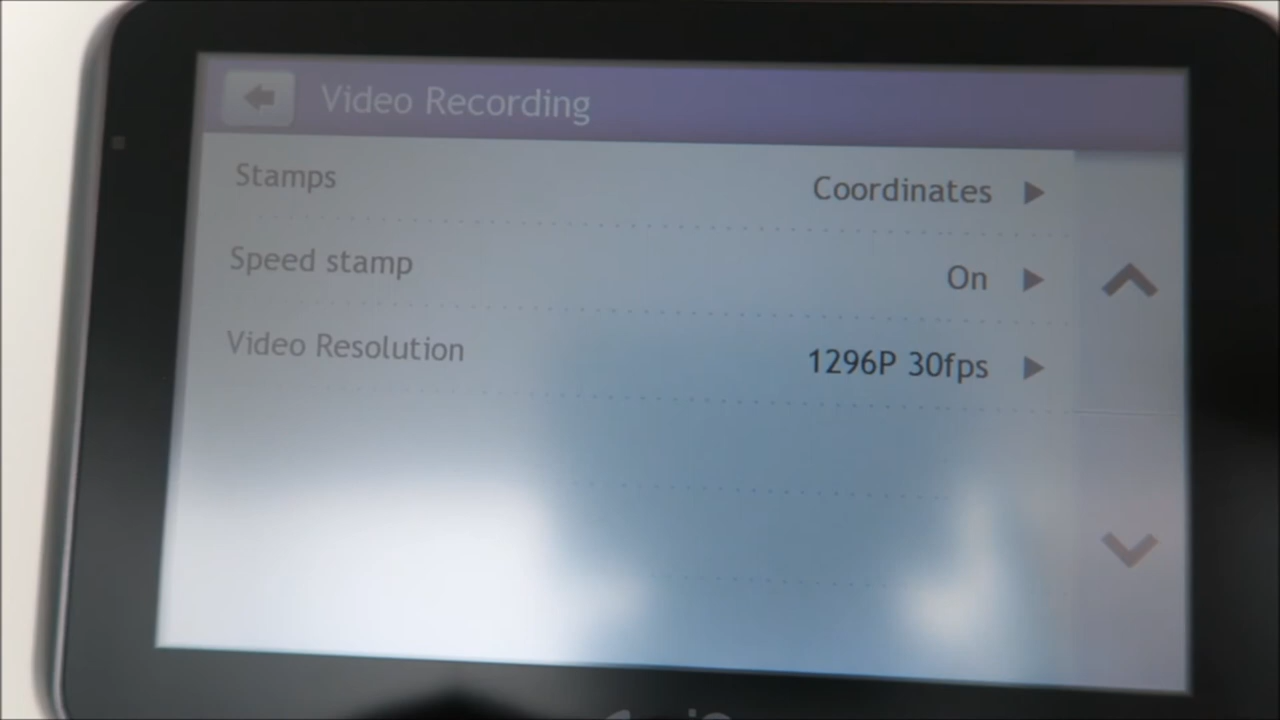 Video Recording
Stamps Coordinates
Speed stamp On
Video Resolution 1296P 30fps